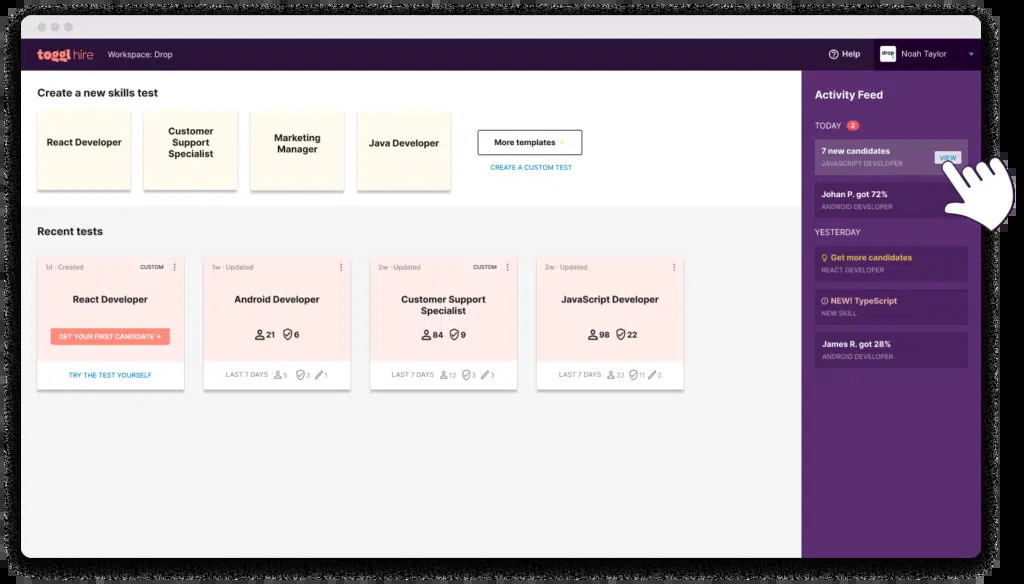 toggl hire
Workspace: Drop
Help
drop
Noah Taylor
Create a new skills test
React Developer
Customer
Support
Specialist
Marketing
Manager
Java Developer
More templates
CREATE A CUSTOM TEST
Recent tests
1d · Created
CUSTOM
React Developer
GET YOUR FIRST CANDIDATE →
TRY THE TEST YOURSELF
1w · Updated
Android Developer
21 6
LAST 7 DAYS 5 3 1
2w · Updated
CUSTOM
Customer Support
Specialist
84 9
LAST 7 DAYS 12 3 3
2w · Updated
JavaScript Developer
98 22
LAST 7 DAYS 33 11 2
Activity Feed
TODAY 2
7 new candidates
JAVASCRIPT DEVELOPER
VIEW
Johan P. got 72%
ANDROID DEVELOPER
YESTERDAY
Get more candidates
REACT DEVELOPER
NEW! TypeScript
NEW SKILL
James R. got 28%
ANDROID DEVELOPER